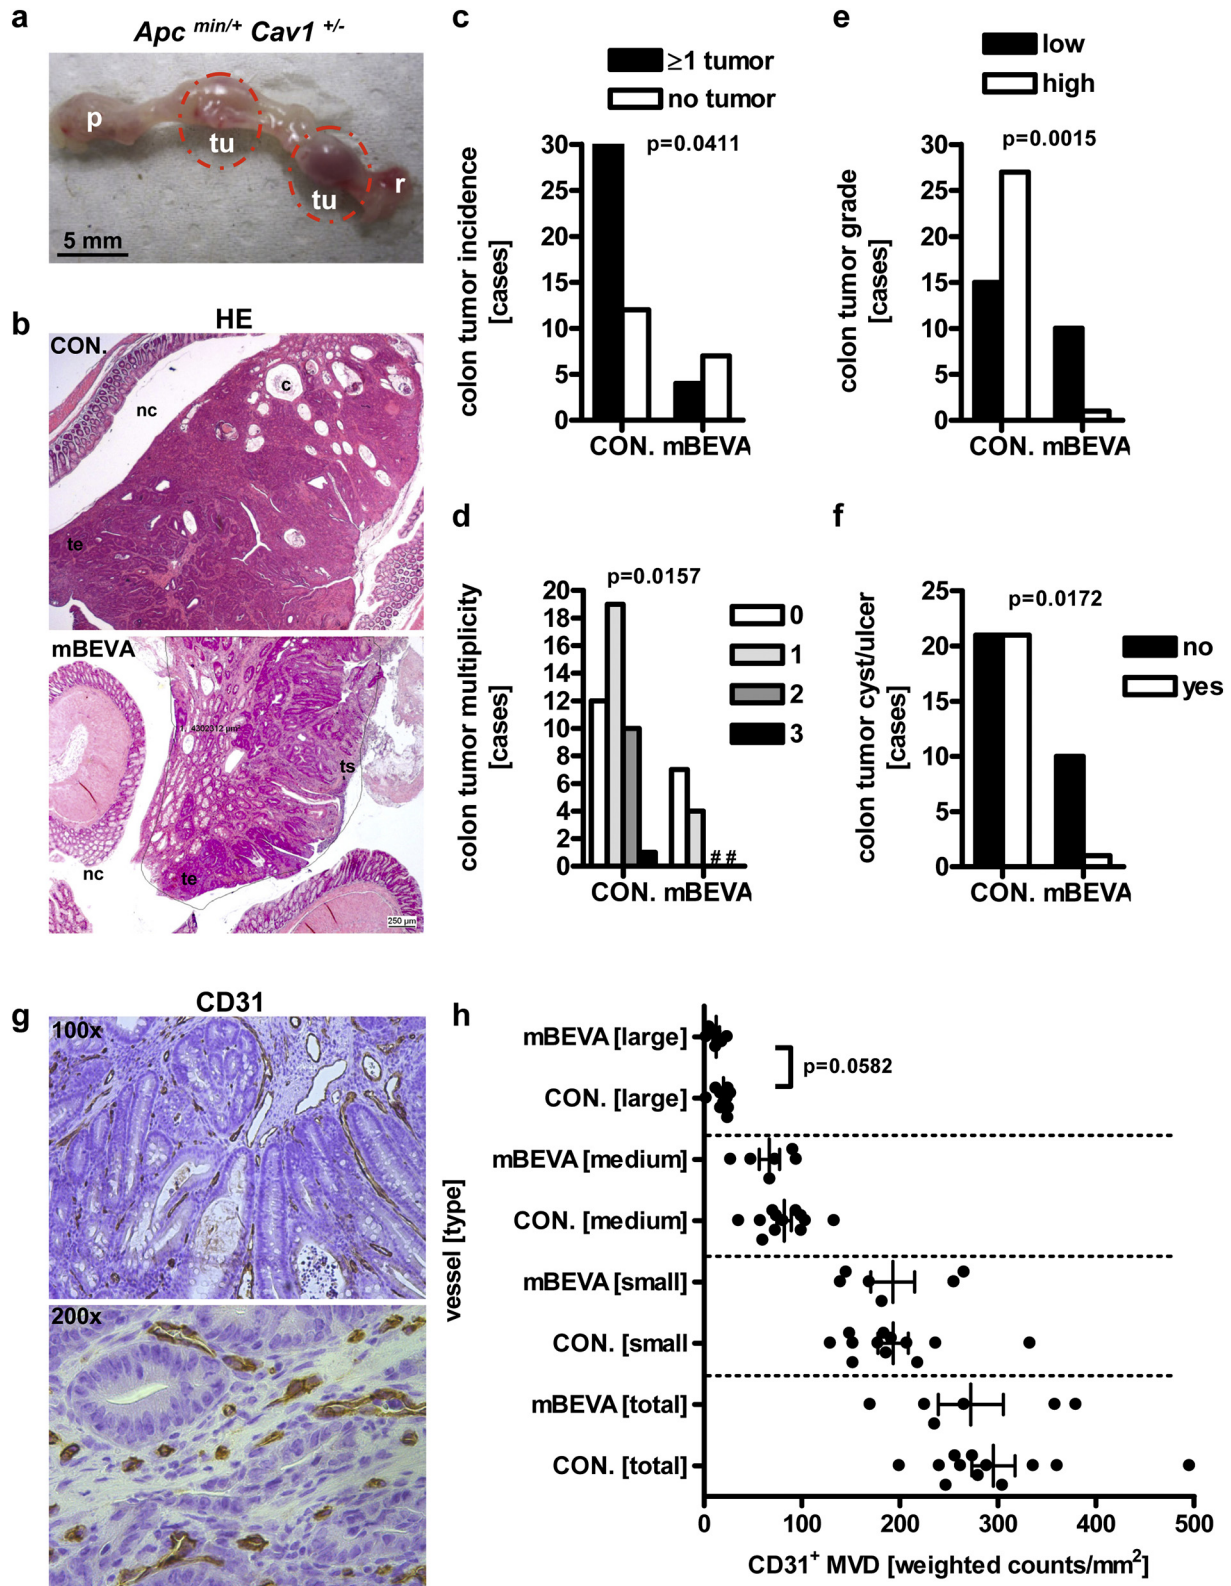 a
Apc min/+ Cav1 +/-
p
tu
tu
r
5 mm
b
HE
CON.
nc
c
te
mBEVA
4302312 µm²
ts
te
nc
250 µm
c
≥1 tumor
no tumor
p=0.0411
colon tumor incidence
[cases]
30
25
20
15
10
5
0
CON. mBEVA
d
p=0.0157
colon tumor multiplicity
[cases]
20
18
16
14
12
10
8
6
4
2
0
# #
CON. mBEVA
0
1
2
3
e
low
high
p=0.0015
colon tumor grade
[cases]
30
25
20
15
10
5
0
CON. mBEVA
f
p=0.0172
colon tumor cyst/ulcer
[cases]
25
20
15
10
5
0
CON. mBEVA
no
yes
g
CD31
100x
200x
h
vessel [type]
mBEVA [large]
CON. [large]
p=0.0582
mBEVA [medium]
CON. [medium]
mBEVA [small]
CON. [small
mBEVA [total]
CON. [total]
0 100 200 300 400 500
CD31+ MVD [weighted counts/mm²]